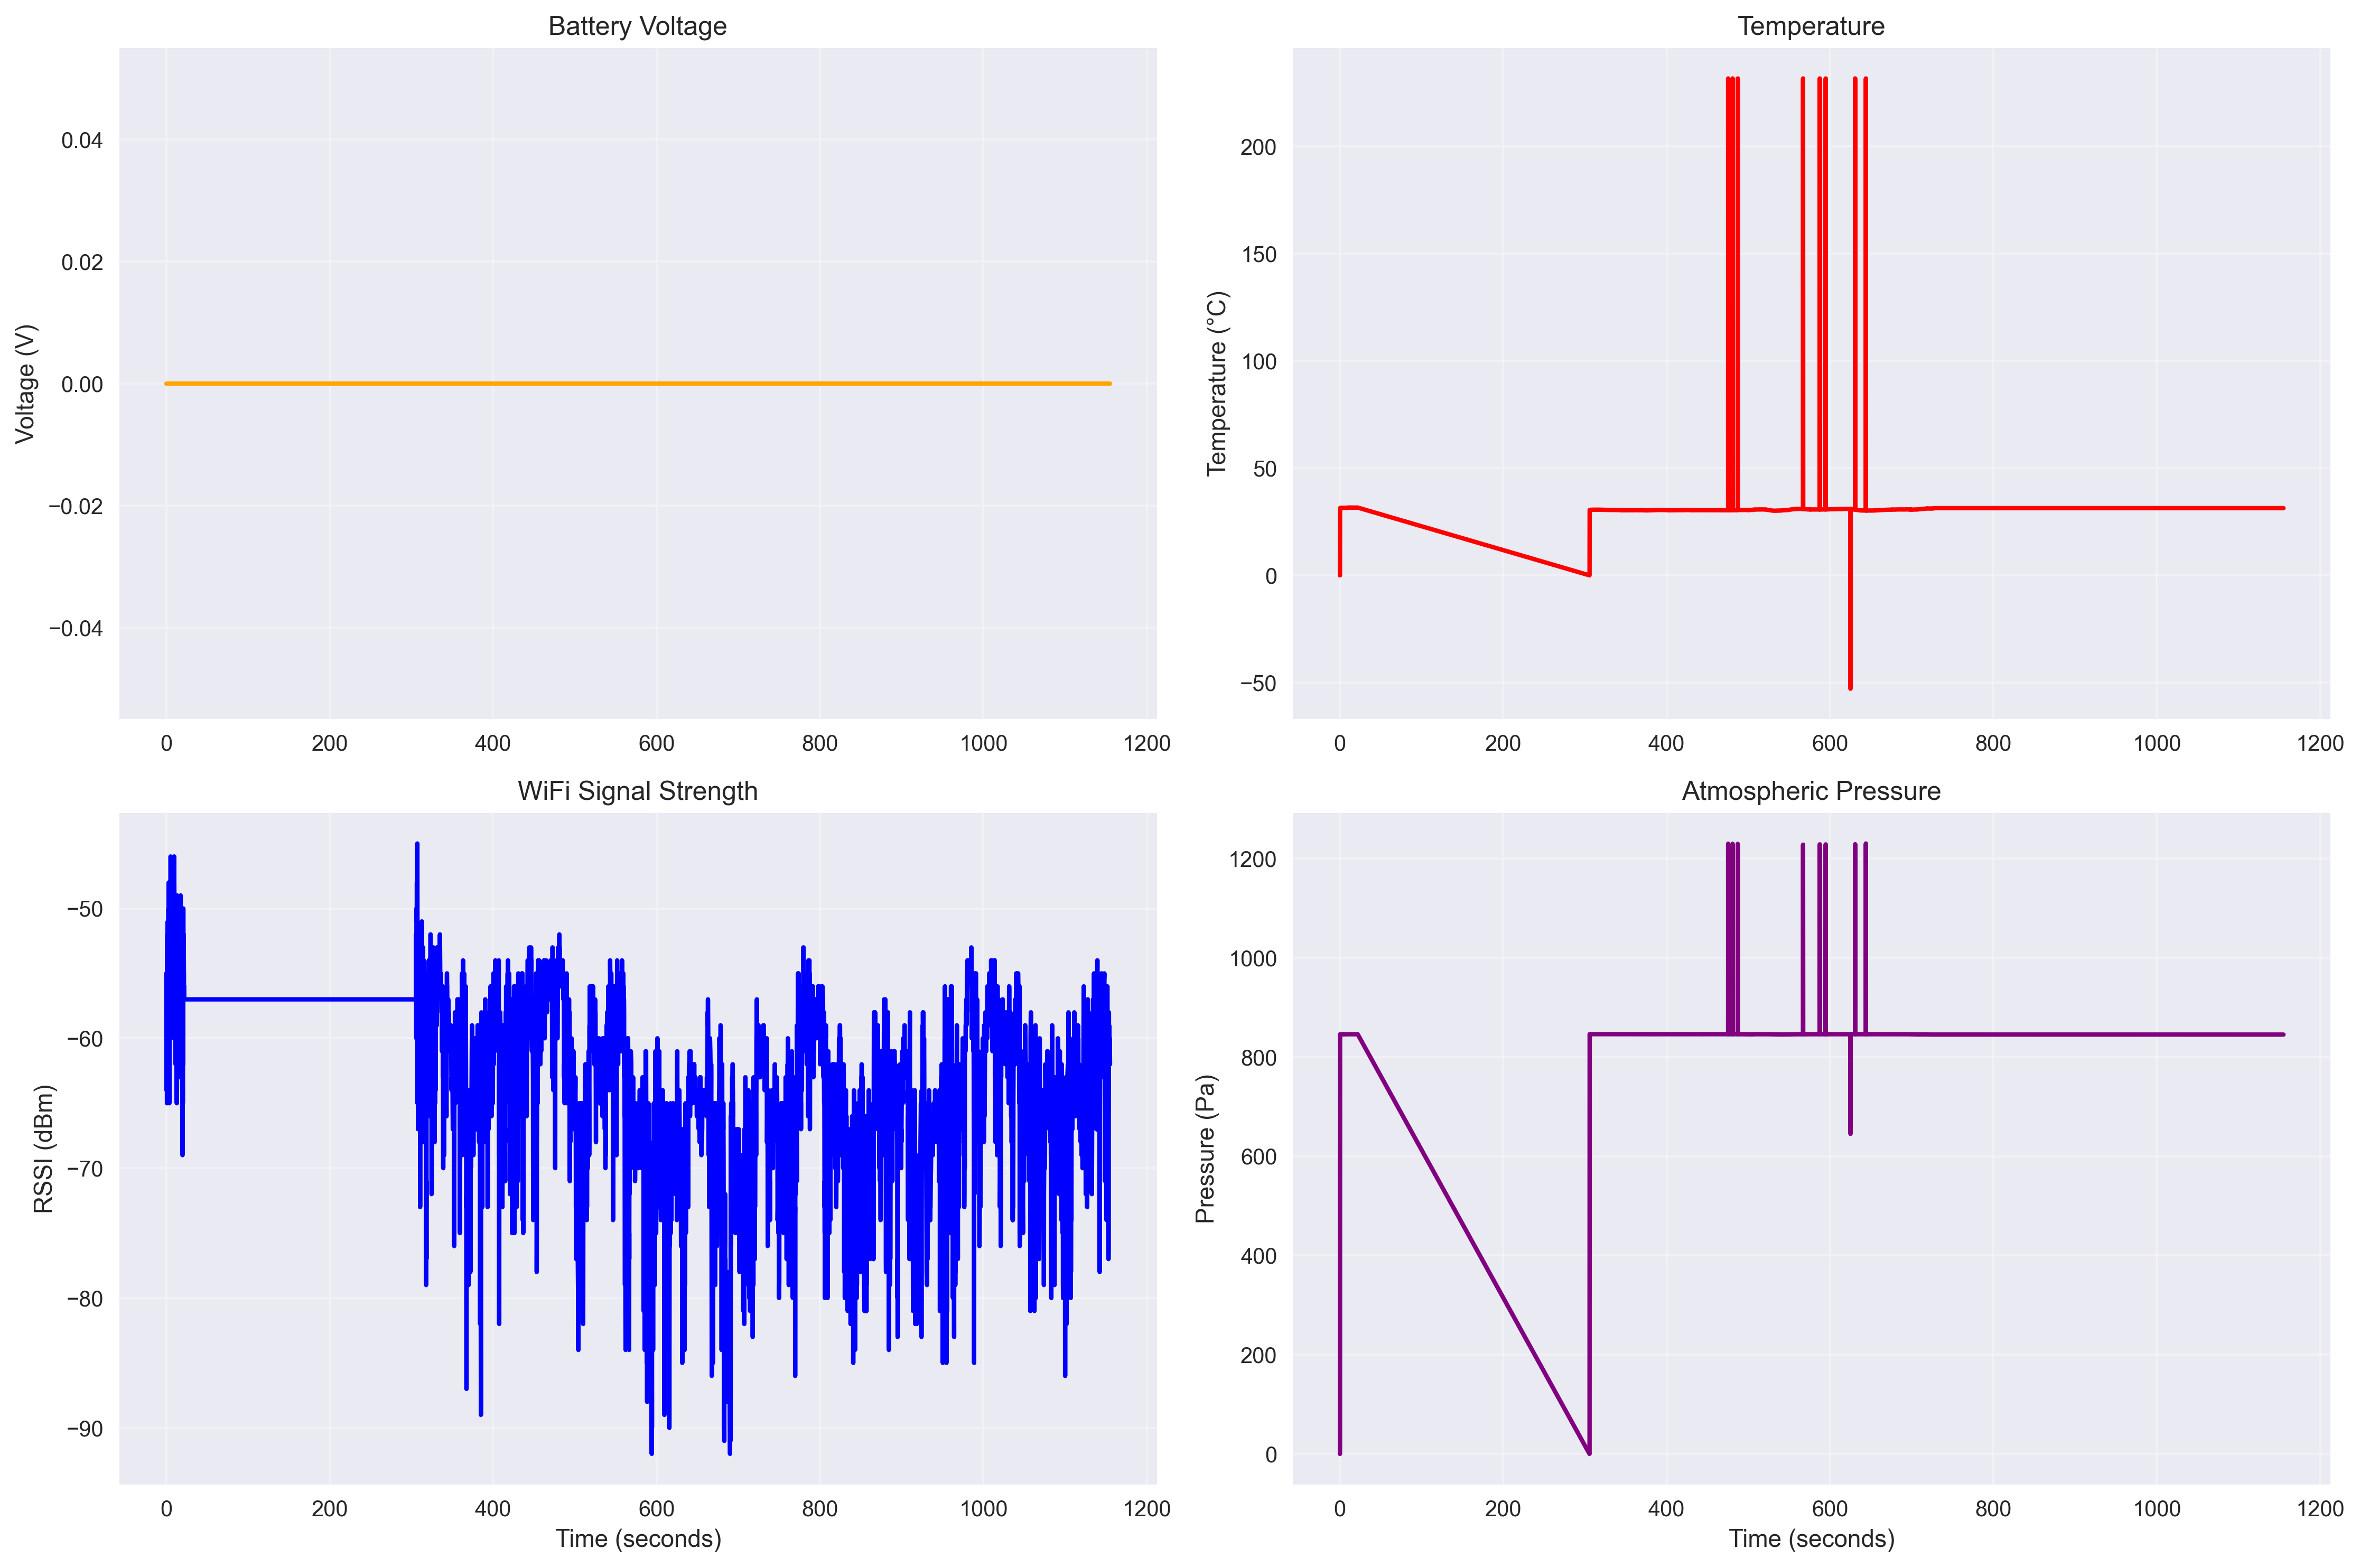 Battery Voltage
Voltage (V)
0.04
0.02
0.00
−0.02
−0.04
0 200 400 600 800 1000 1200
Temperature
Temperature (°C)
200
150
100
50
0
−50
0 200 400 600 800 1000 1200
WiFi Signal Strength
RSSI (dBm)
−50
−60
−70
−80
−90
0 200 400 600 800 1000 1200
Time (seconds)
Atmospheric Pressure
Pressure (Pa)
1200
1000
800
600
400
200
0
0 200 400 600 800 1000 1200
Time (seconds)